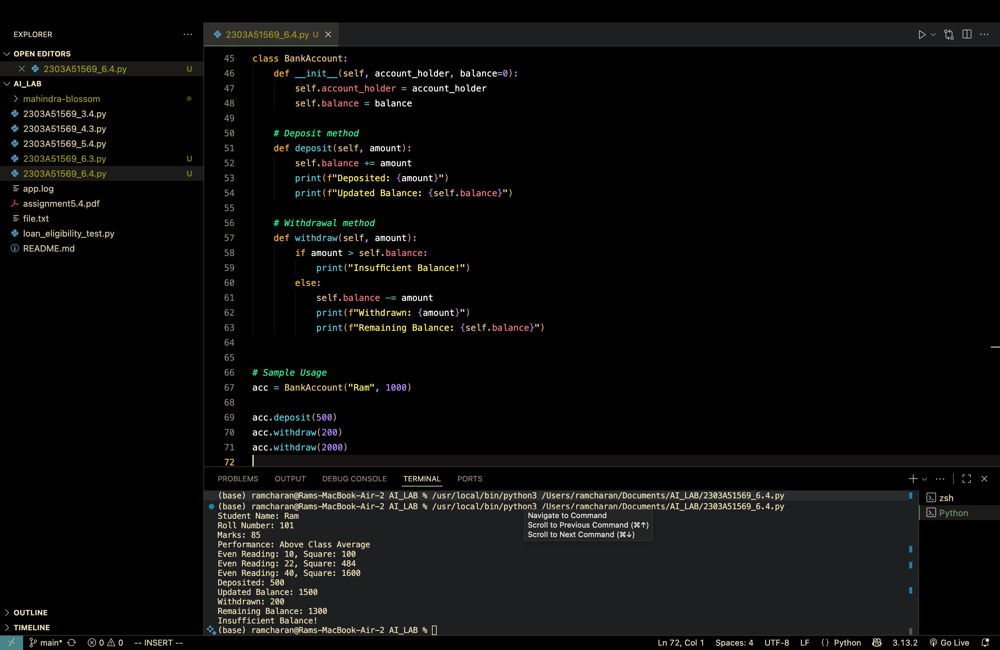 EXPLORER
OPEN EDITORS
2303A51569_6.4.py U
AI_LAB
mahindra-blossom
2303A51569_3.4.py
2303A51569_4.3.py
2303A51569_5.4.py
2303A51569_6.3.py U
2303A51569_6.4.py U
app.log
assignment5.4.pdf
file.txt
loan_eligibility_test.py
README.md
OUTLINE
TIMELINE
2303A51569_6.4.py U
45 class BankAccount:
46     def __init__(self, account_holder, balance=0):
47         self.account_holder = account_holder
48         self.balance = balance
49
50     # Deposit method
51     def deposit(self, amount):
52         self.balance += amount
53         print(f"Deposited: {amount}")
54         print(f"Updated Balance: {self.balance}")
55
56     # Withdrawal method
57     def withdraw(self, amount):
58         if amount > self.balance:
59             print("Insufficient Balance!")
60         else:
61             self.balance -= amount
62             print(f"Withdrawn: {amount}")
63             print(f"Remaining Balance: {self.balance}")
64
65
66 # Sample Usage
67 acc = BankAccount("Ram", 1000)
68
69 acc.deposit(500)
70 acc.withdraw(200)
71 acc.withdraw(2000)
72
PROBLEMS OUTPUT DEBUG CONSOLE TERMINAL PORTS
(base) ramcharan@Rams-MacBook-Air-2 AI_LAB % /usr/local/bin/python3 /Users/ramcharan/Documents/AI_LAB/2303A51569_6.4.py
(base) ramcharan@Rams-MacBook-Air-2 AI_LAB % /usr/local/bin/python3 /Users/ramcharan/Documents/AI_LAB/2303A51569_6.4.py
Student Name: Ram
Roll Number: 101
Marks: 85
Performance: Above Class Average
Even Reading: 10, Square: 100
Even Reading: 22, Square: 484
Even Reading: 40, Square: 1600
Deposited: 500
Updated Balance: 1500
Withdrawn: 200
Remaining Balance: 1300
Insufficient Balance!
(base) ramcharan@Rams-MacBook-Air-2 AI_LAB %
Navigate to Command
Scroll to Previous Command (⌘↑)
Scroll to Next Command (⌘↓)
zsh
Python
main* 0 0 -- INSERT -- Ln 72, Col 1 Spaces: 4 UTF-8 LF {} Python 3.13.2 Go Live